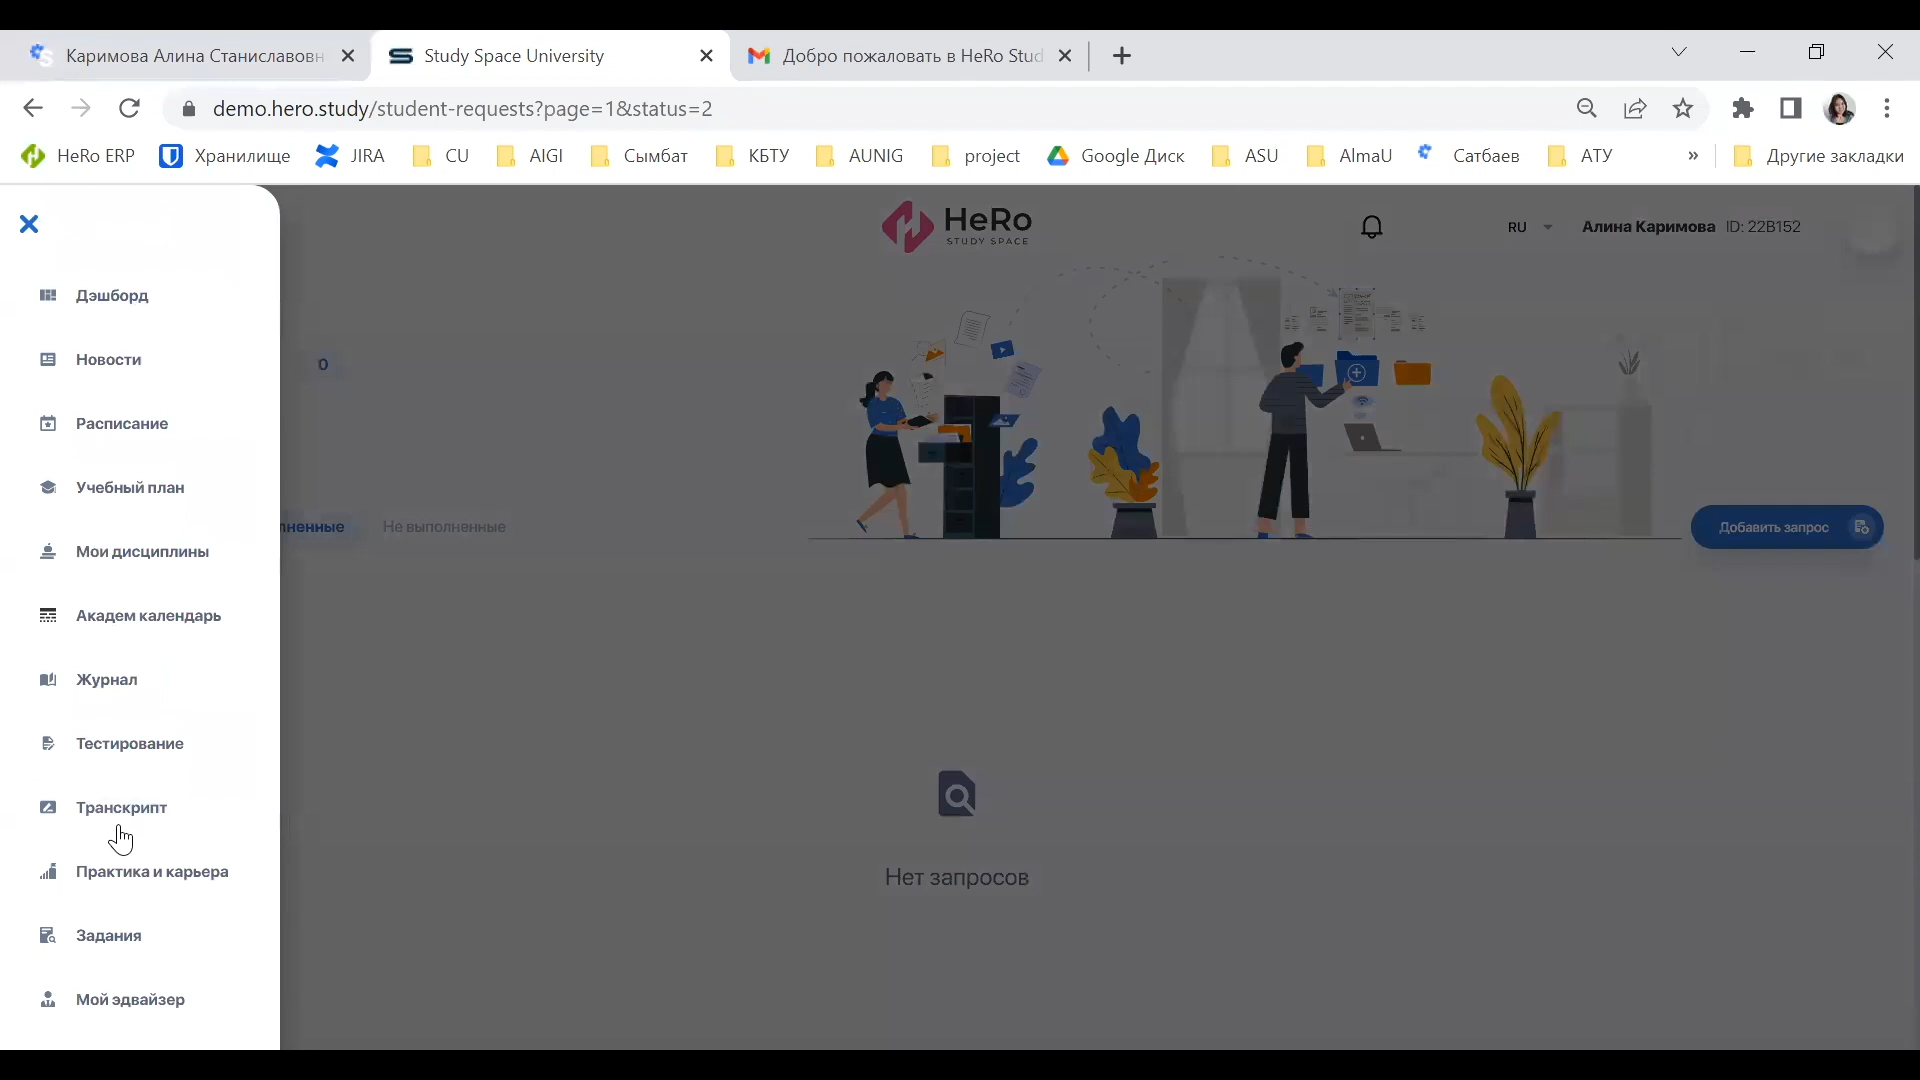 Каримова Алина Станиславовн
Study Space University
Добро пожаловать в HeRo Stud
demo.hero.study/student-requests?page=1&status=2
HeRo ERP
Хранилище
JIRA
CU
AIGI
Сымбат
КБТУ
AUNIG
project
Google Диск
ASU
AlmaU
Сатбаев
АТУ
»
Другие закладки
HeRo
STUDY SPACE
RU
Алина Каримова ID: 22B152
Дэшборд
Новости
0
Расписание
Учебный план
лненные
Не выполненные
Добавить запрос
Мои дисциплины
Академ календарь
Журнал
Тестирование
Транскрипт
Практика и карьера
Нет запросов
Задания
Мой эдвайзер